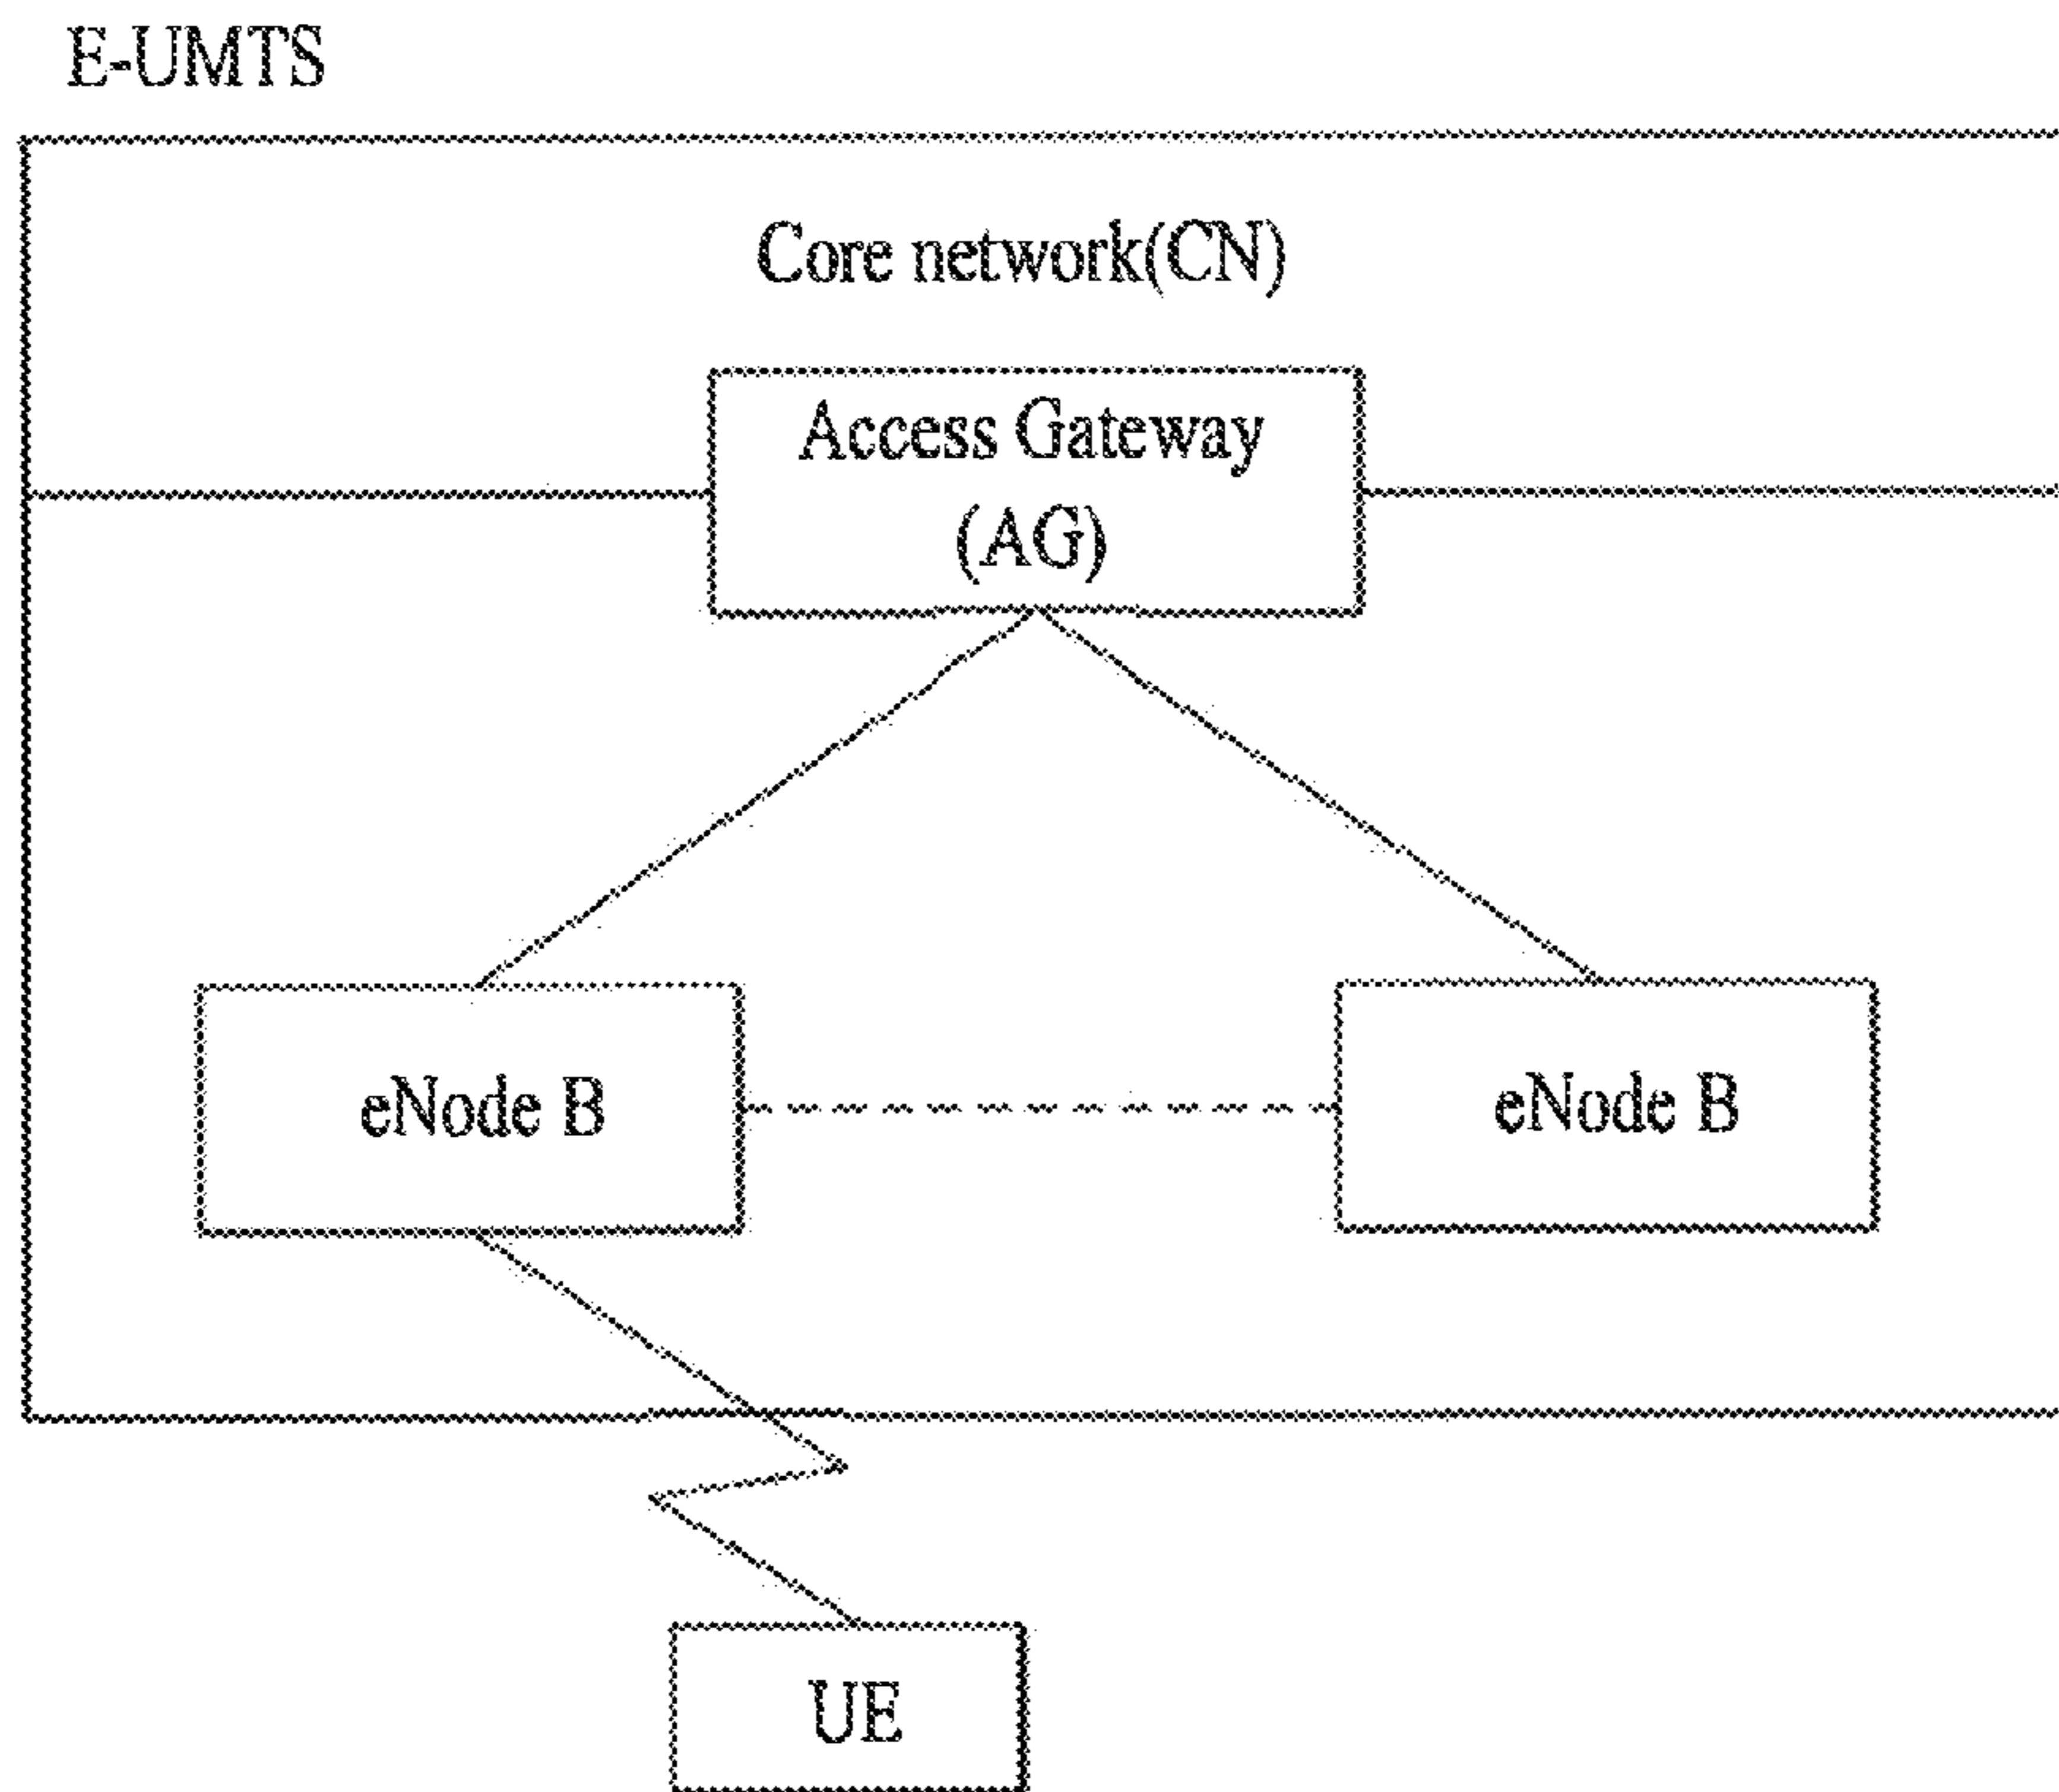 E-UMTS
Core network(CN)
Access Gateway
(AG)
eNode B
eNode B
UE